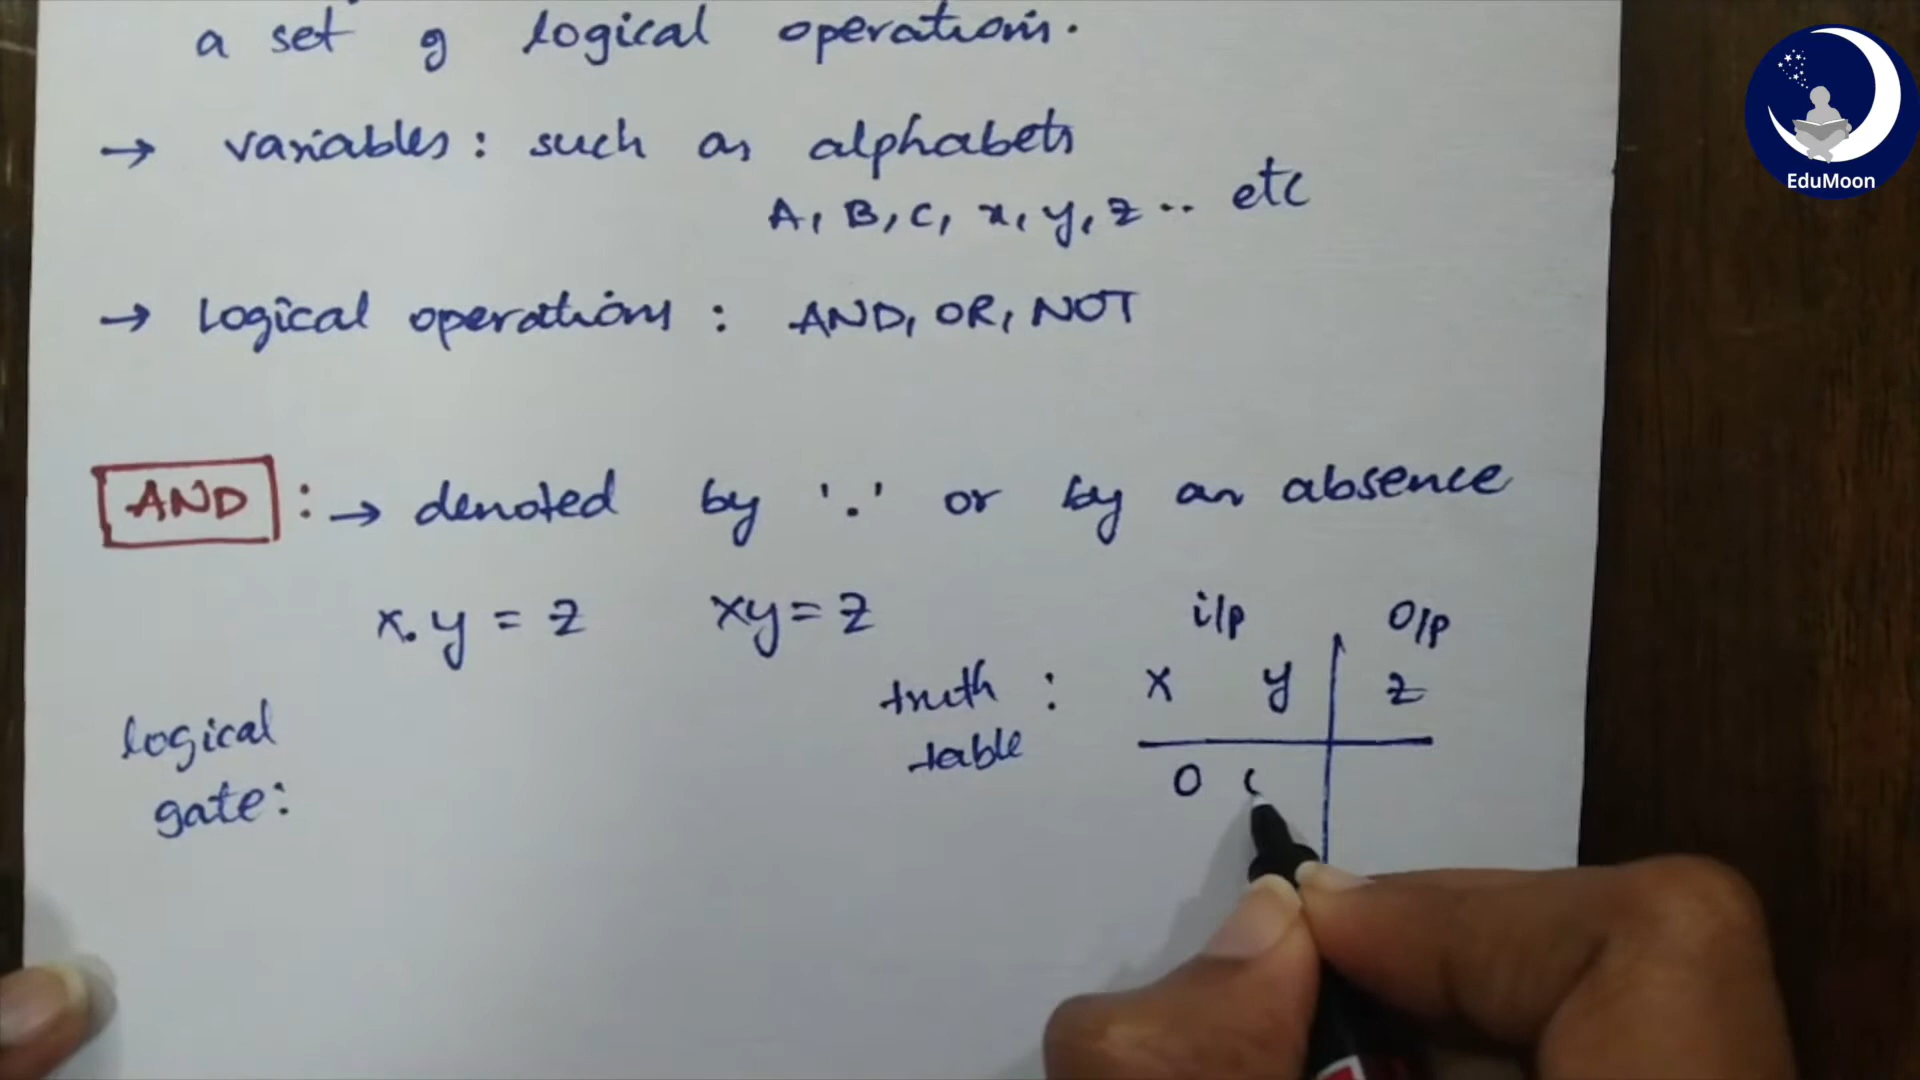 a set of logical operations.
→ variables : such as alphabets
A, B, C, x, y, z .. etc
→ logical operations : AND, OR, NOT
AND : → denoted by '.' or by an absence
x.y = z xy = z
i/p o/p
truth table : x y z
0
logical gate:
EduMoon